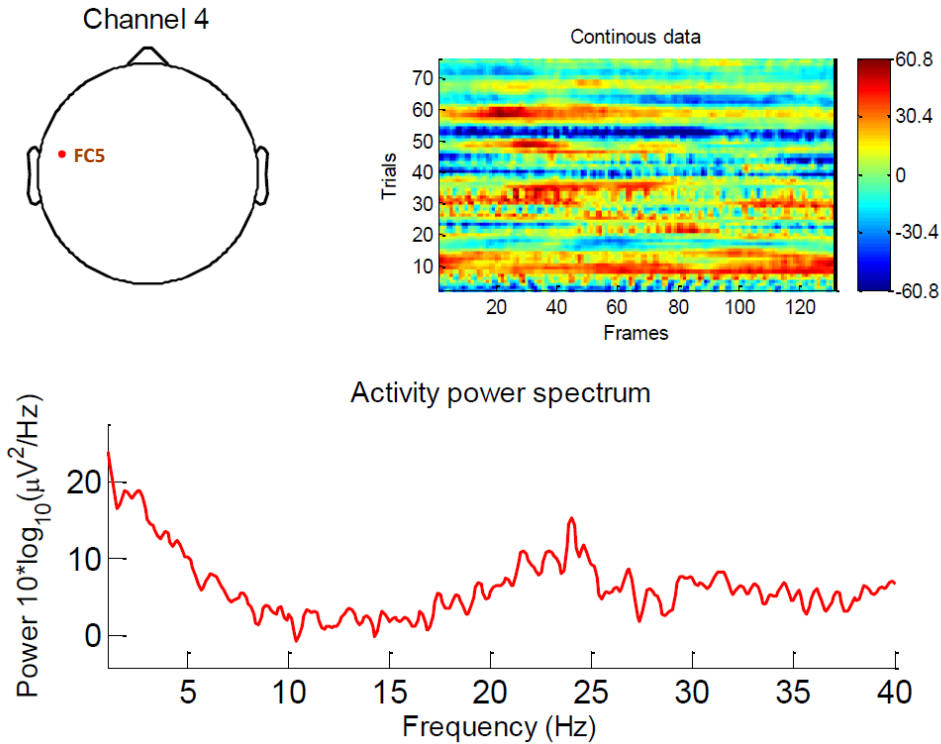 Channel 4
FC5
Continous data
Trials
70
60
50
40
30
20
10
20 40 60 80 100 120
Frames
60.8
30.4
0
-30.4
-60.8
Activity power spectrum
Power 10*log₁₀(μV²/Hz)
20
10
0
5 10 15 20 25 30 35 40
Frequency (Hz)